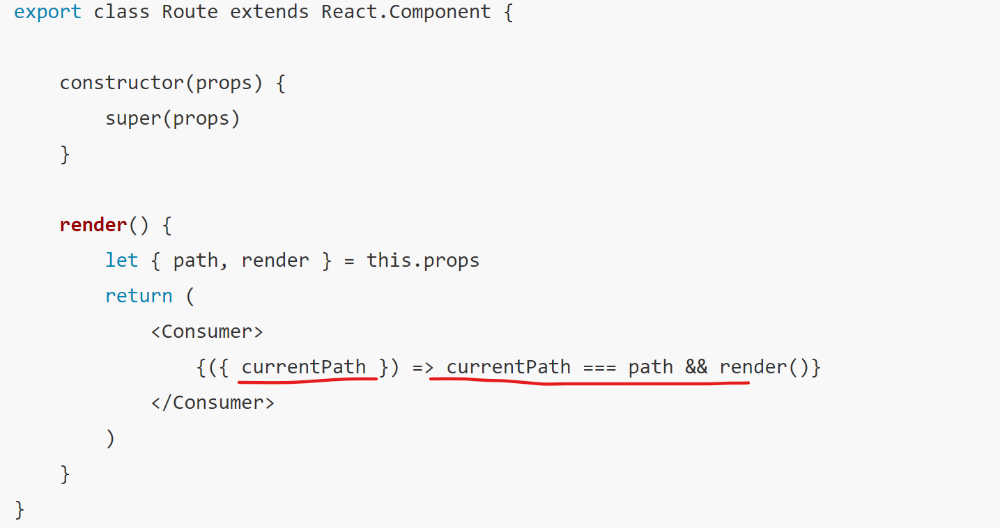 export class Route extends React.Component {
constructor(props) {
super(props)
}
render() {
let { path, render } = this.props
return (
<Consumer>
{({ currentPath }) => currentPath === path && render()}
</Consumer>
)
}
}